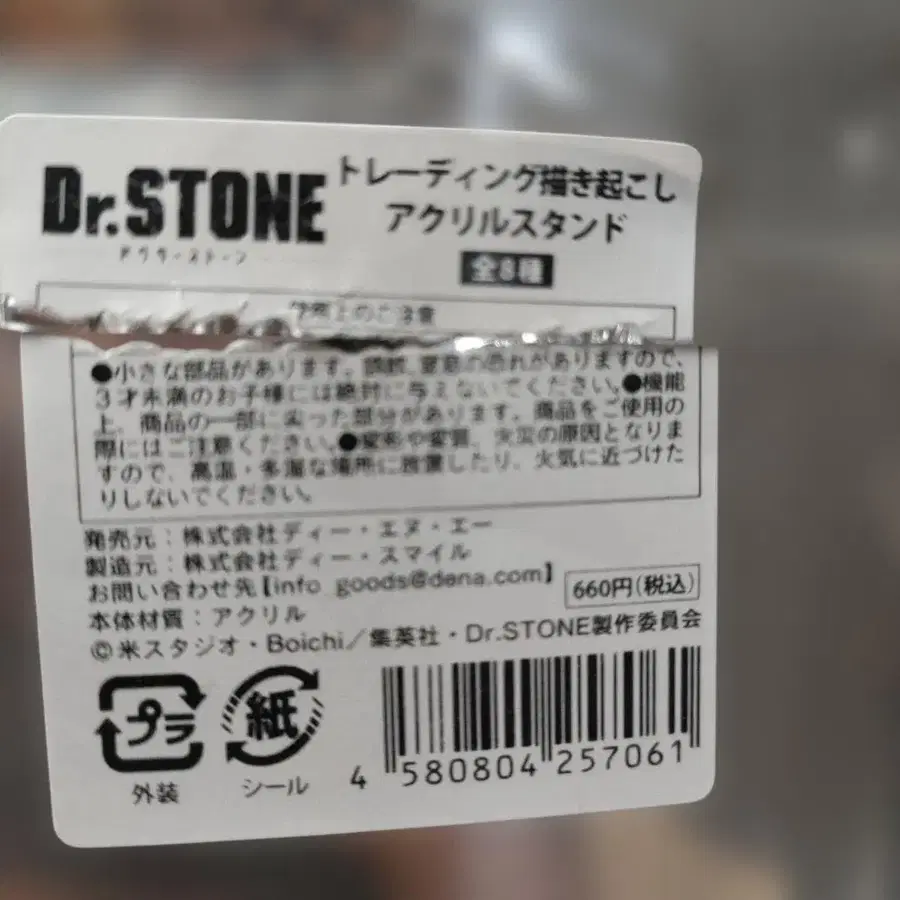 Dr.STONE
ドクターストーン
トレーディング描き起こし
アクリルスタンド
全8種
使用上のご注意
●小さな部品があります。誤飲、窒息の恐れがありますので、
3才未満のお子様には絶対に与えないでください。●機能
上、商品の一部に尖った部分があります。商品をご使用の
際にはご注意ください。●変形や変質、火災の原因となりま
すので、高温・多湿な場所に放置したり、火気に近づけた
りしないでください。
発売元：株式会社ディー・エヌ・エー
製造元：株式会社ディー・スマイル
お問い合わせ先【info_goods@dena.com】
660円(税込)
本体材質：アクリル
©米スタジオ・Boichi／集英社・Dr.STONE製作委員会
プラ
外装
紙
シール
4 580804 257061